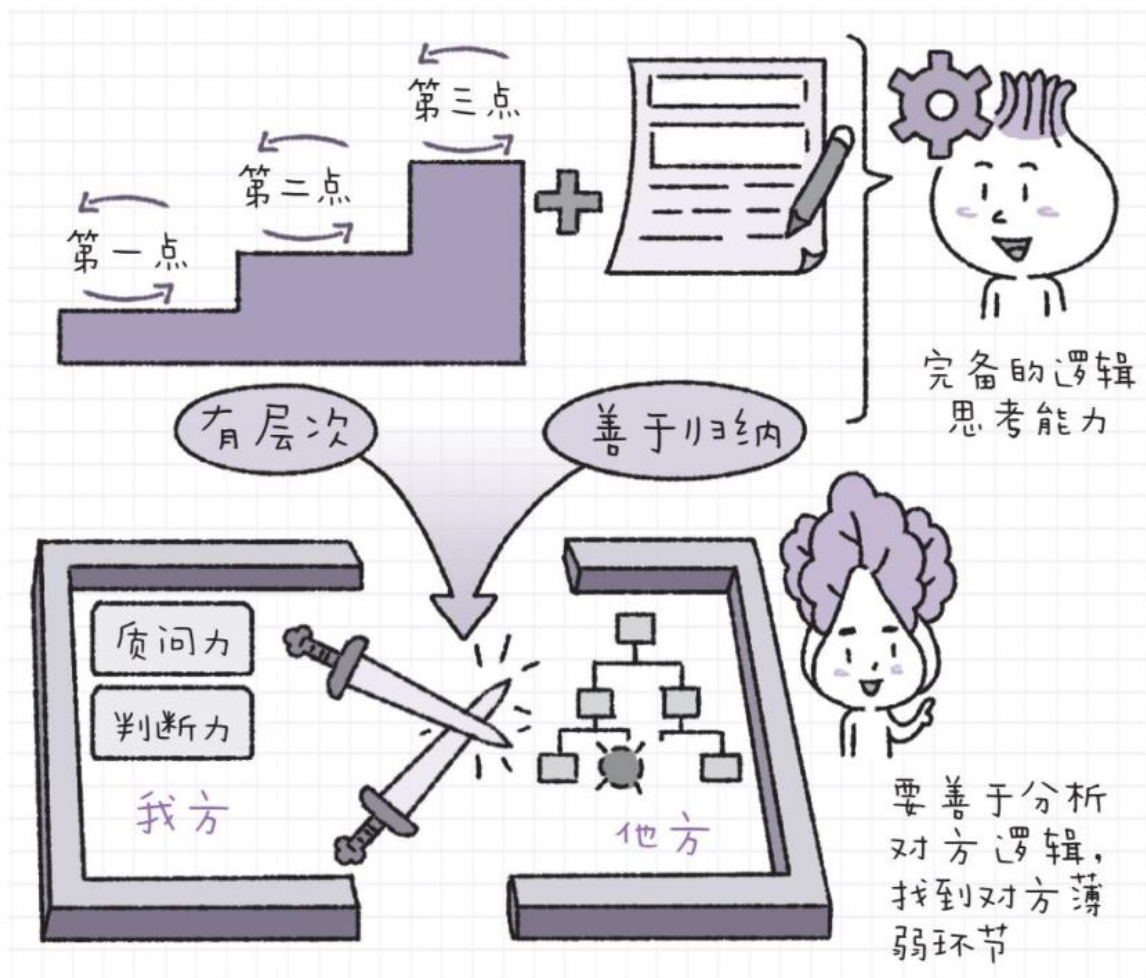 第三点
第二点
第一点
完备的逻辑
思考能力
有层次
善于归纳
质问力
判断力
我方
他方
要善于分析
对方逻辑，
找到对方薄
弱环节